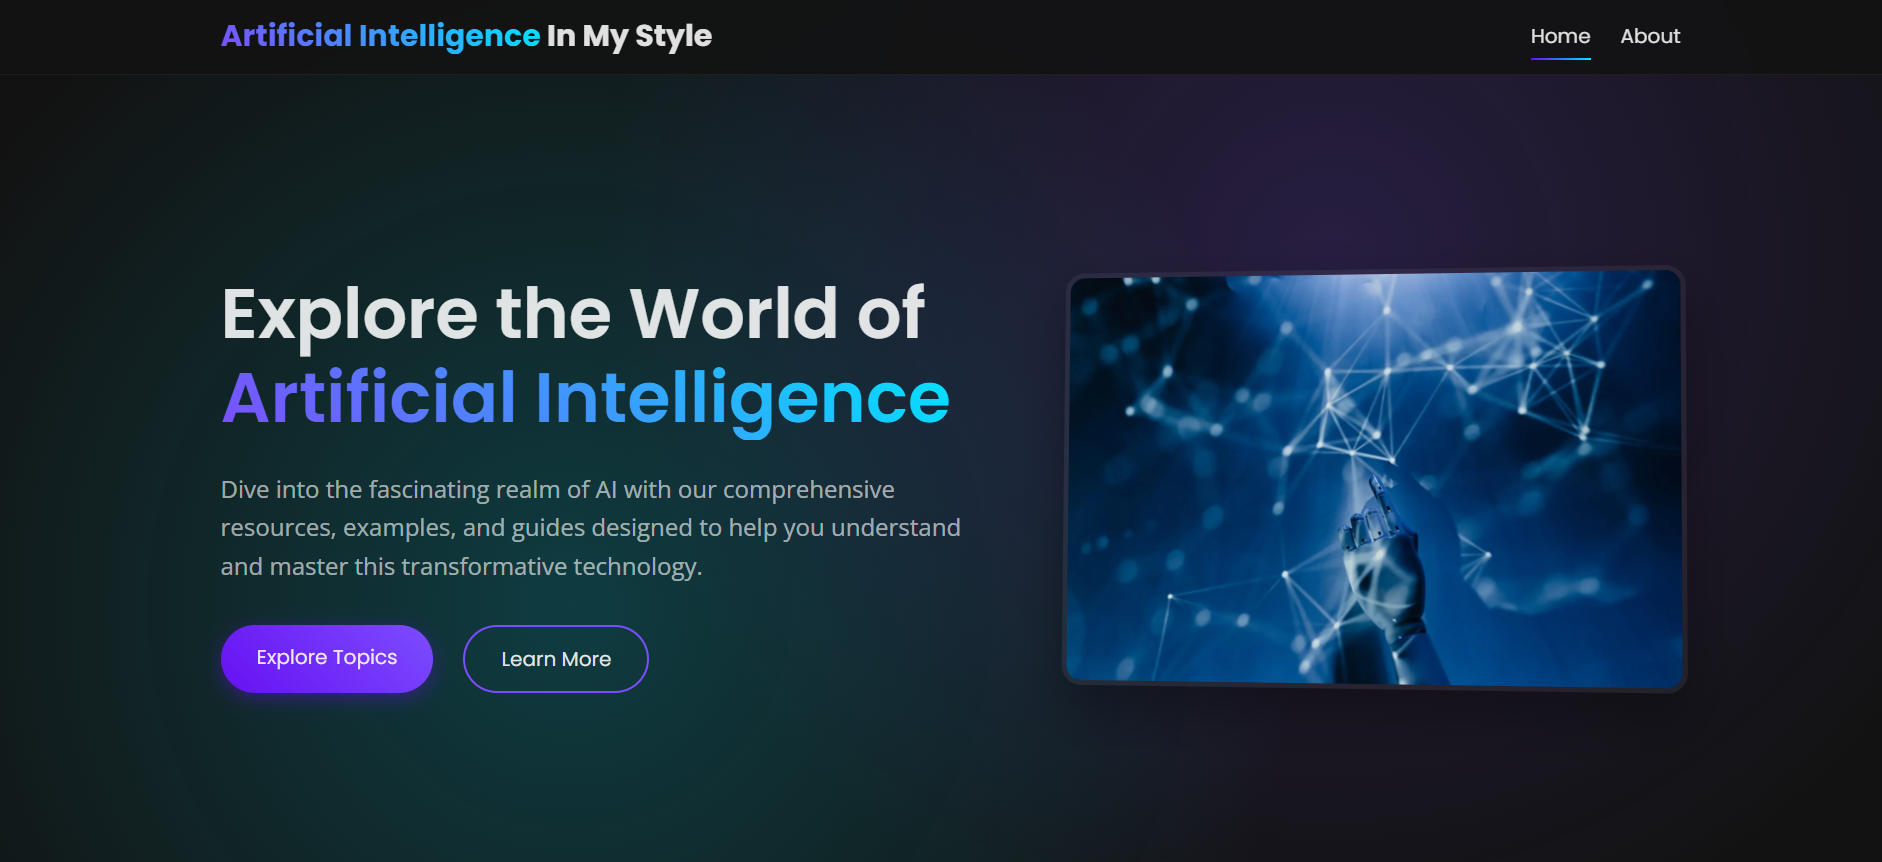 Artificial Intelligence In My Style
Home
About
Explore the World of
Artificial Intelligence
Dive into the fascinating realm of AI with our comprehensive
resources, examples, and guides designed to help you understand
and master this transformative technology.
Explore Topics
Learn More